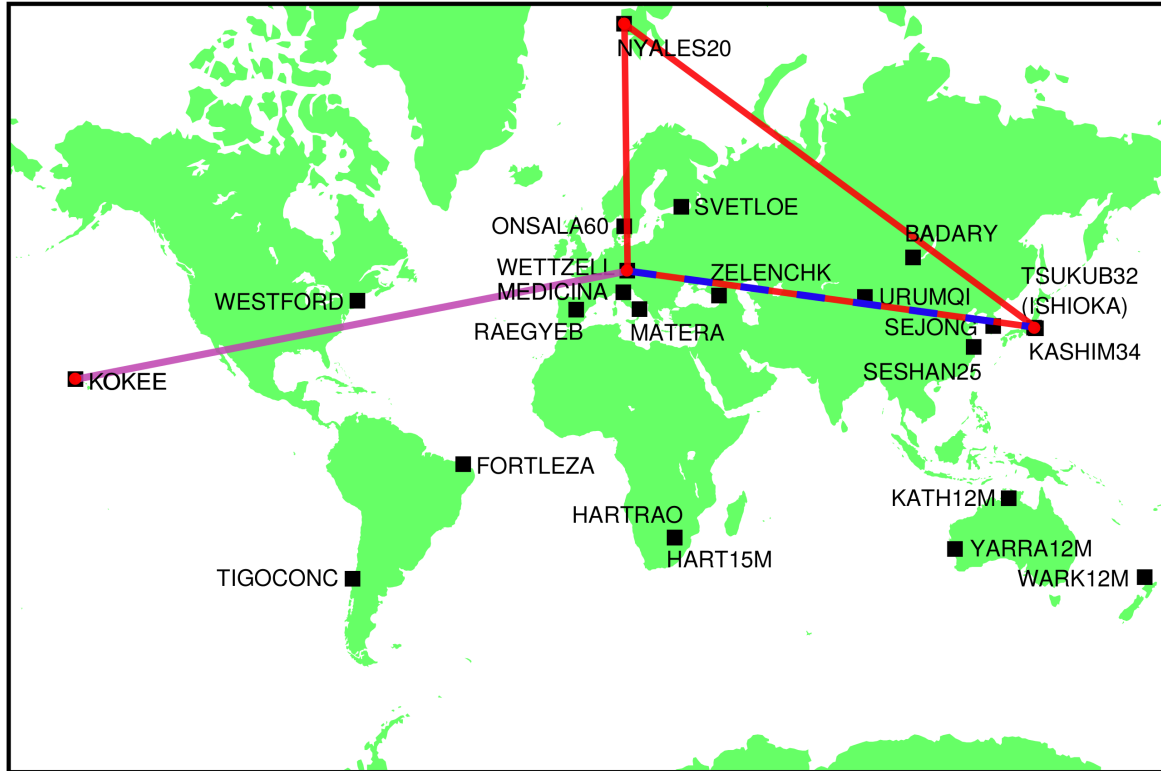 NYALES20
SVETLOE
ONSALA60
BADARY
WETTZELL
ZELENCHK
TSUKUB32
(ISHIOKA)
MEDICINA
URUMQI
WESTFORD
RAEGYEB
MATERA
SEJONG
KASHIM34
SESHAN25
KOKEE
FORTLEZA
KATH12M
HARTRAO
HART15M
YARRA12M
TIGOCONC
WARK12M